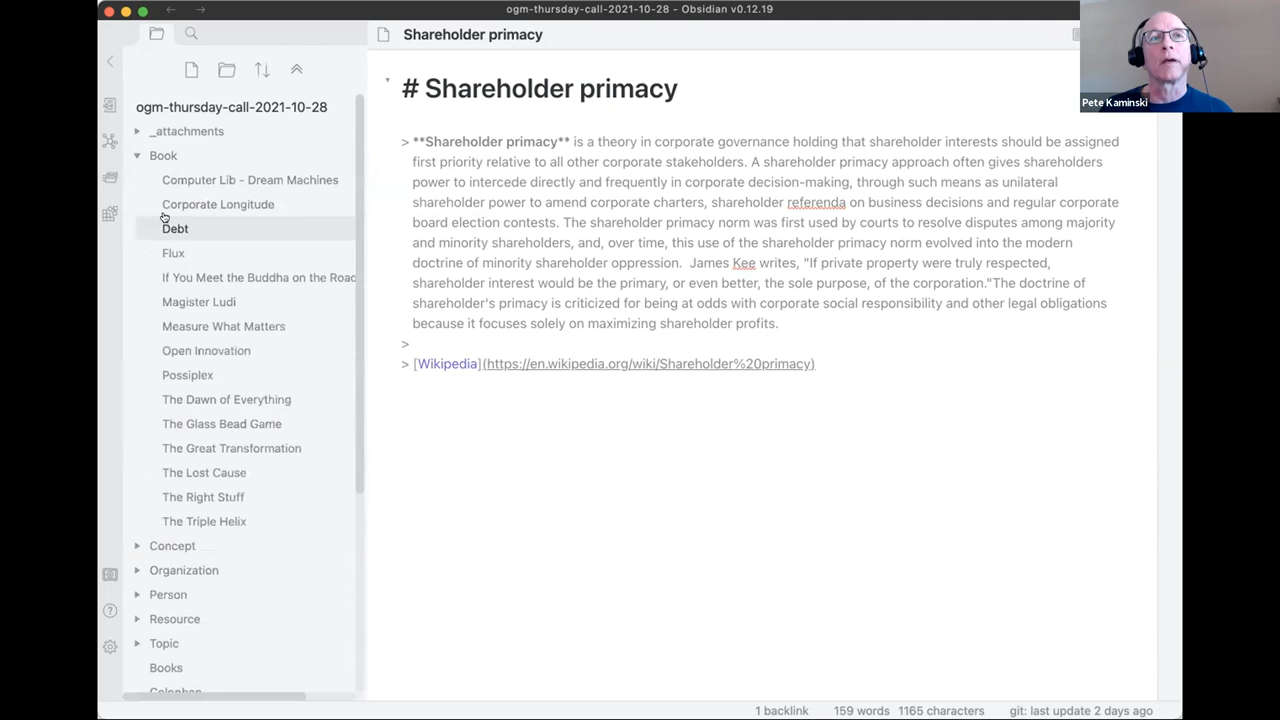 ogm-thursday-call-2021-10-28 - Obsidian v0.12.19
Shareholder primacy
Pete Kaminski
ogm-thursday-call-2021-10-28
_attachments
Book
Computer Lib - Dream Machines
Corporate Longitude
Debt
Flux
If You Meet the Buddha on the Road
Magister Ludi
Measure What Matters
Open Innovation
Possiplex
The Dawn of Everything
The Glass Bead Game
The Great Transformation
The Lost Cause
The Right Stuff
The Triple Helix
Concept
Organization
Person
Resource
Topic
Books
Colophon
# Shareholder primacy
> **Shareholder primacy** is a theory in corporate governance holding that shareholder interests should be assigned
first priority relative to all other corporate stakeholders. A shareholder primacy approach often gives shareholders
power to intercede directly and frequently in corporate decision-making, through such means as unilateral
shareholder power to amend corporate charters, shareholder referenda on business decisions and regular corporate
board election contests. The shareholder primacy norm was first used by courts to resolve disputes among majority
and minority shareholders, and, over time, this use of the shareholder primacy norm evolved into the modern
doctrine of minority shareholder oppression.  James Kee writes, "If private property were truly respected,
shareholder interest would be the primary, or even better, the sole purpose, of the corporation."The doctrine of
shareholder's primacy is criticized for being at odds with corporate social responsibility and other legal obligations
because it focuses solely on maximizing shareholder profits.
>
> [Wikipedia](https://en.wikipedia.org/wiki/Shareholder%20primacy)
1 backlink 159 words 1165 characters git: last update 2 days ago